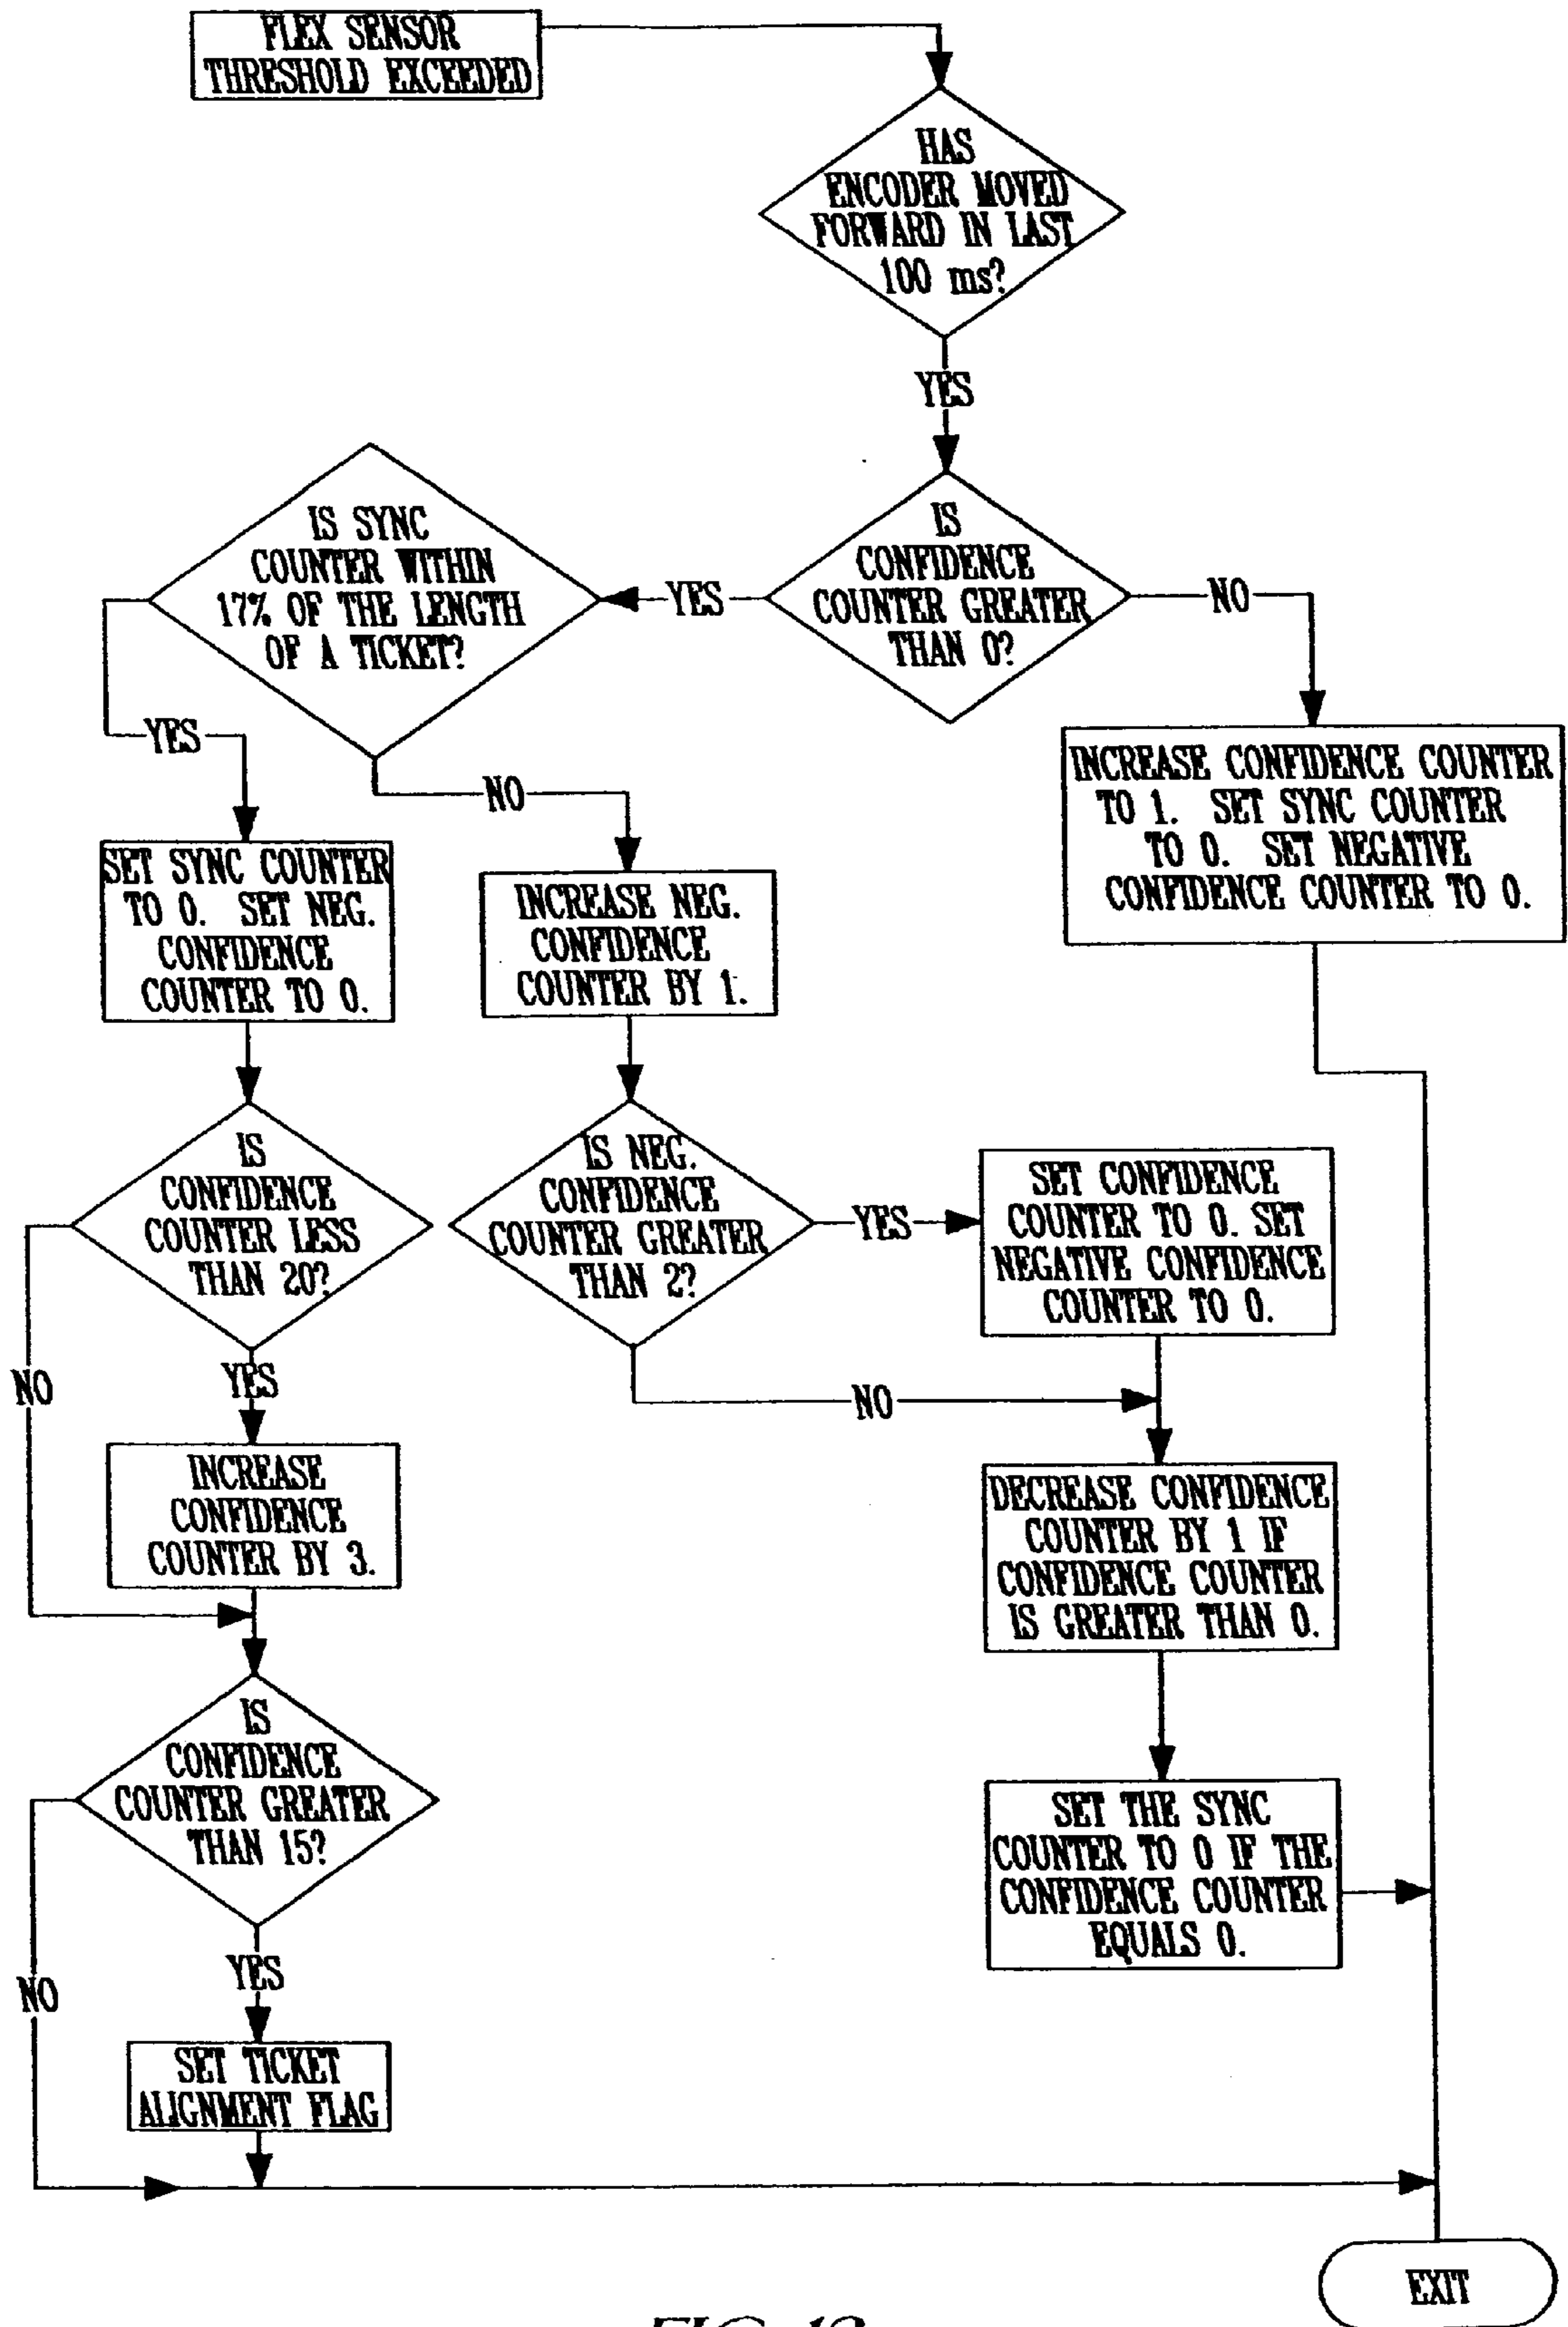 FLEX SENSOR
THRESHOLD EXCEEDED
HAS
ENCODER MOVED
FORWARD IN LAST
100 ms?
YES
IS
CONFIDENCE
COUNTER GREATER
THAN 0?
YES
NO
IS SYNC
COUNTER WITHIN
17% OF THE LENGTH
OF A TICKET?
YES
NO
INCREASE CONFIDENCE COUNTER
TO 1. SET SYNC COUNTER
TO 0. SET NEGATIVE
CONFIDENCE COUNTER TO 0.
SET SYNC COUNTER
TO 0. SET NEG.
CONFIDENCE
COUNTER TO 0.
INCREASE NEG.
CONFIDENCE
COUNTER BY 1.
IS
CONFIDENCE
COUNTER LESS
THAN 20?
NO
YES
IS NEG.
CONFIDENCE
COUNTER GREATER
THAN 2?
YES
NO
SET CONFIDENCE
COUNTER TO 0. SET
NEGATIVE CONFIDENCE
COUNTER TO 0.
INCREASE
CONFIDENCE
COUNTER BY 3.
DECREASE CONFIDENCE
COUNTER BY 1 IF
CONFIDENCE COUNTER
IS GREATER THAN 0.
IS
CONFIDENCE
COUNTER GREATER
THAN 15?
NO
YES
SET THE SYNC
COUNTER TO 0 IF THE
CONFIDENCE COUNTER
EQUALS 0.
SET TICKET
ALIGNMENT FLAG
EXIT